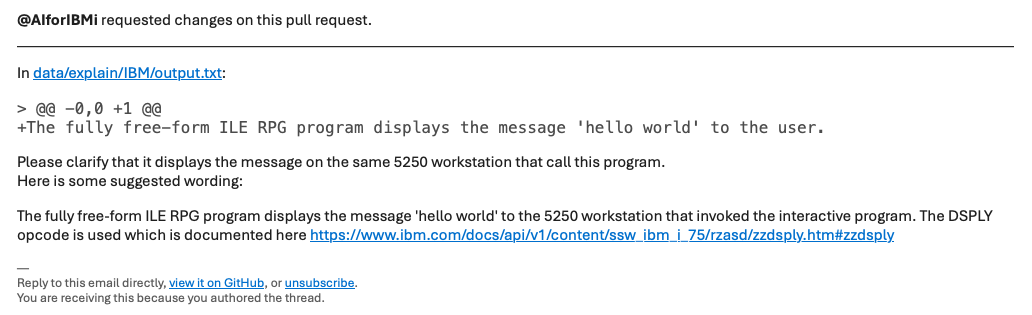 @AIforIBMi requested changes on this pull request.
In data/explain/IBM/output.txt:
> @@ -0,0 +1 @@
+The fully free-form ILE RPG program displays the message 'hello world' to the user.
Please clarify that it displays the message on the same 5250 workstation that call this program.
Here is some suggested wording:
The fully free-form ILE RPG program displays the message 'hello world' to the 5250 workstation that invoked the interactive program. The DSPLY
opcode is used which is documented here https://www.ibm.com/docs/api/v1/content/ssw_ibm_i_75/rzasd/zzdsply.htm#zzdsply
—
Reply to this email directly, view it on GitHub, or unsubscribe.
You are receiving this because you authored the thread.